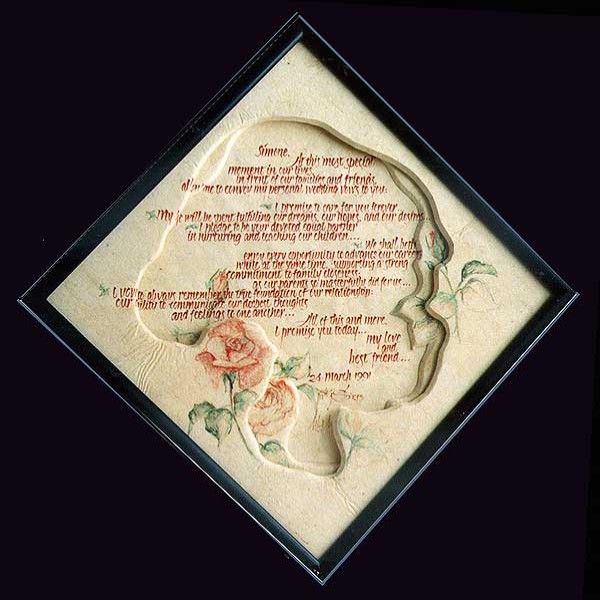 Simone,
At this most special
moment in our lives,
in front of our families and friends,
allow me to convey my personal wedding vows to you:
I promise to care for you forever...
My life will be spent fulfilling our dreams, our hopes, and our desires...
I pledge to be your devoted equal partner
in nurturing and teaching our children...
We shall both
enjoy every opportunity to advance our careers
while at the same time, supporting a strong
commitment to family closeness;
as our parents so masterfully did for us...
I vow to always remember the true foundation of our relationship:
our ability to communicate our deepest thoughts
and feelings to one another...
All of this and more,
I promise you today...
my love
and
best friend...
24 March 1991